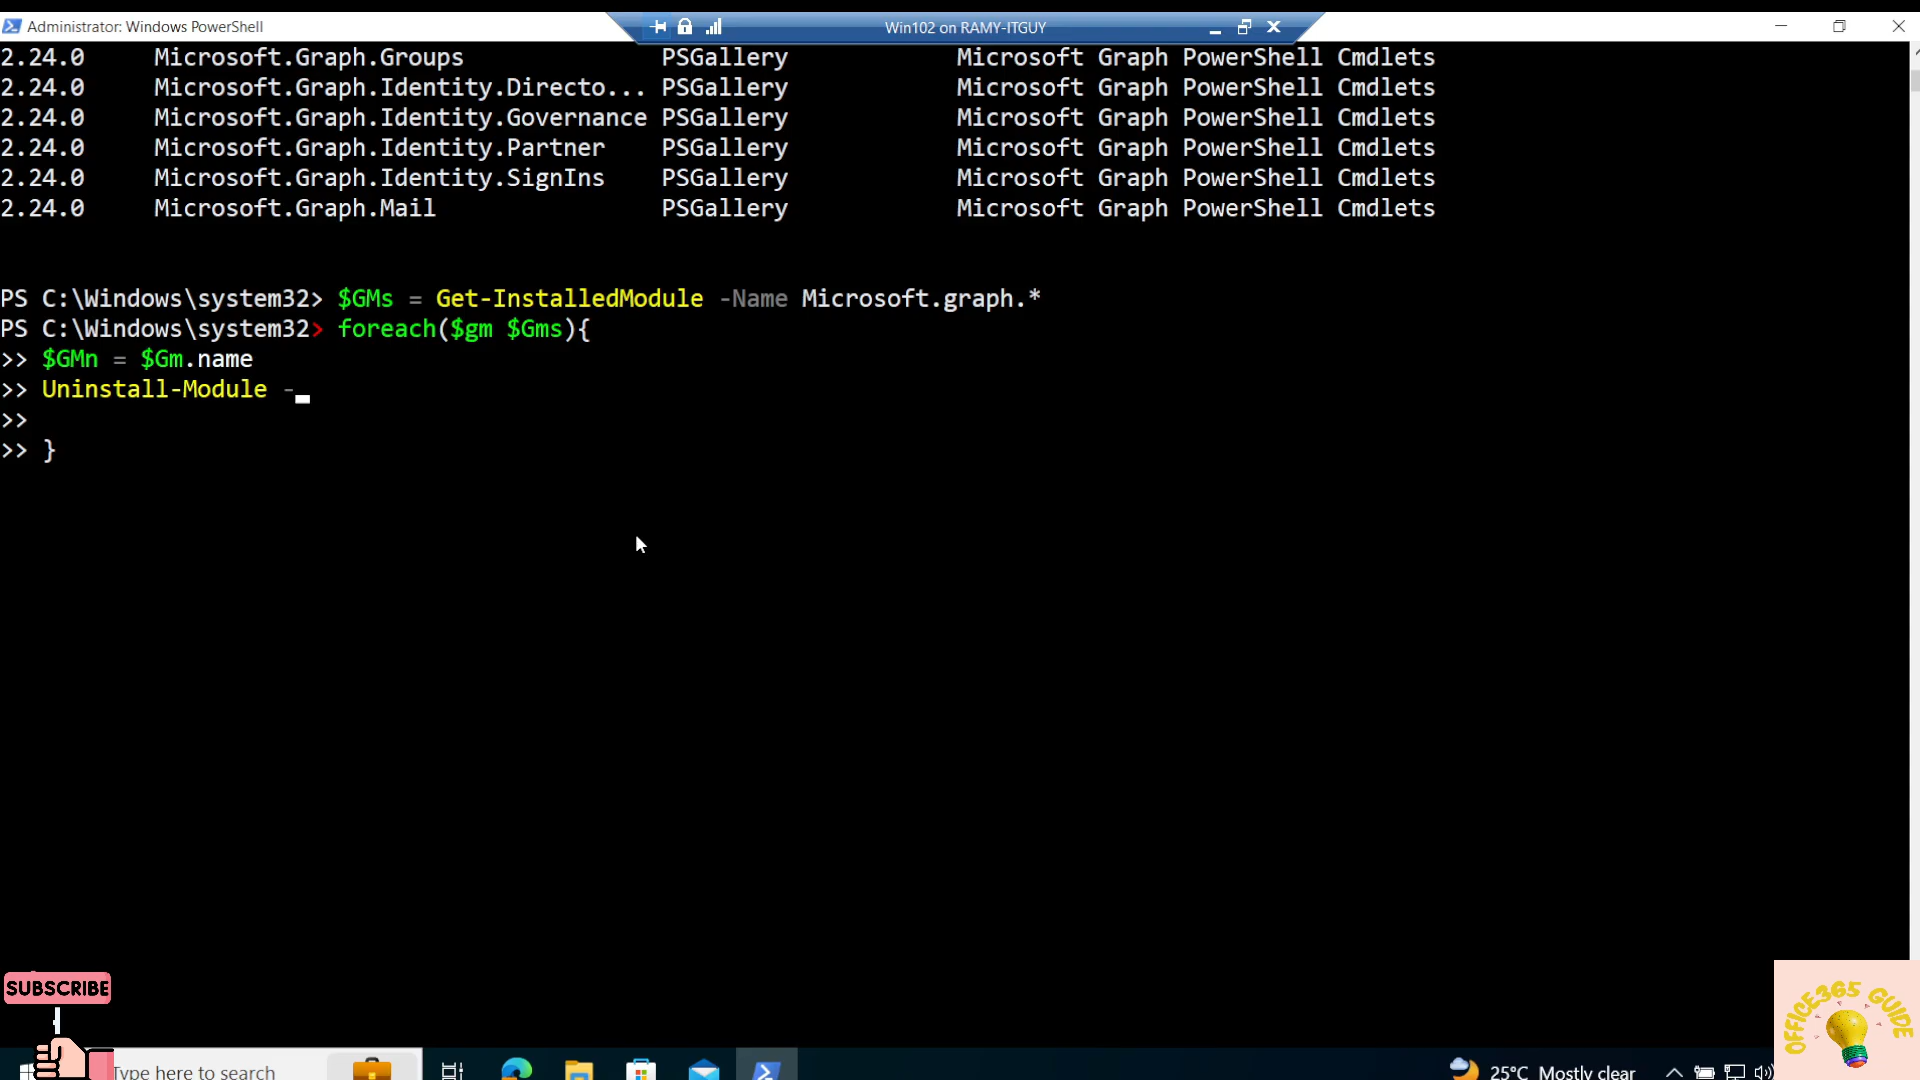 Administrator: Windows PowerShell
Win102 on RAMY-ITGUY
2.24.0 Microsoft.Graph.Groups PSGallery Microsoft Graph PowerShell Cmdlets
2.24.0 Microsoft.Graph.Identity.Directo... PSGallery Microsoft Graph PowerShell Cmdlets
2.24.0 Microsoft.Graph.Identity.Governance PSGallery Microsoft Graph PowerShell Cmdlets
2.24.0 Microsoft.Graph.Identity.Partner PSGallery Microsoft Graph PowerShell Cmdlets
2.24.0 Microsoft.Graph.Identity.SignIns PSGallery Microsoft Graph PowerShell Cmdlets
2.24.0 Microsoft.Graph.Mail PSGallery Microsoft Graph PowerShell Cmdlets
PS C:\Windows\system32> $GMs = Get-InstalledModule -Name Microsoft.graph.*
PS C:\Windows\system32> foreach($gm $Gms){
>> $GMn = $Gm.name
>> Uninstall-Module -
>>
>> }
SUBSCRIBE
OFFICE365 GUIDE
Type here to search
25°C Mostly clear